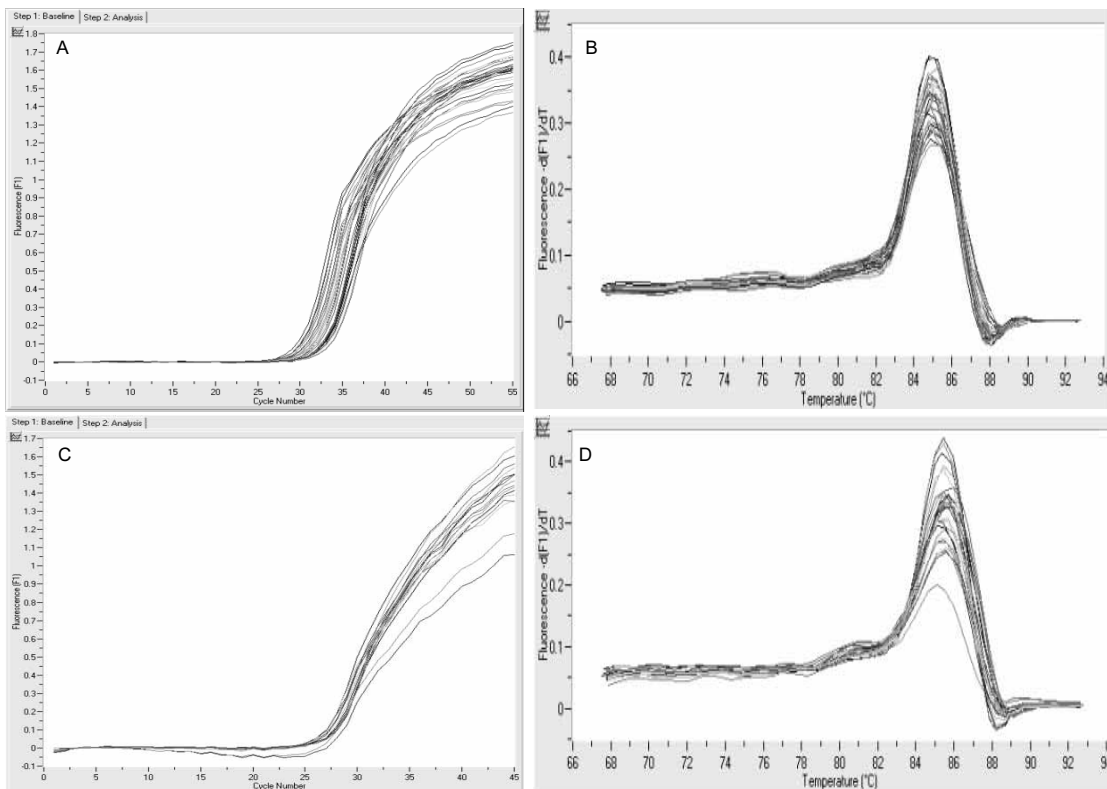 Step 1: Baseline Step 2: Analysis
A
1.8
1.7
1.6
1.5
1.4
1.3
1.2
1.1
1
0.9
0.8
0.7
0.6
0.5
0.4
0.3
0.2
0.1
0
-0.1
Fluorescence (F1)
0 5 10 15 20 25 30 35 40 45 50 55
Cycle Number
B
0.4
0.3
0.2
0.1
0
Fluorescence -d(F1)/dT
66 68 70 72 74 76 78 80 82 84 86 88 90 92 94
Temperature (°C)
Step 1: Baseline Step 2: Analysis
C
1.7
1.6
1.5
1.4
1.3
1.2
1.1
1
0.9
0.8
0.7
0.6
0.5
0.4
0.3
0.2
0.1
0
-0.1
Fluorescence (F1)
0 5 10 15 20 25 30 35 40 45
Cycle Number
D
0.4
0.3
0.2
0.1
0
Fluorescence -d(F1)/dT
66 68 70 72 74 76 78 80 82 84 86 88 90 92 94
Temperature (°C)